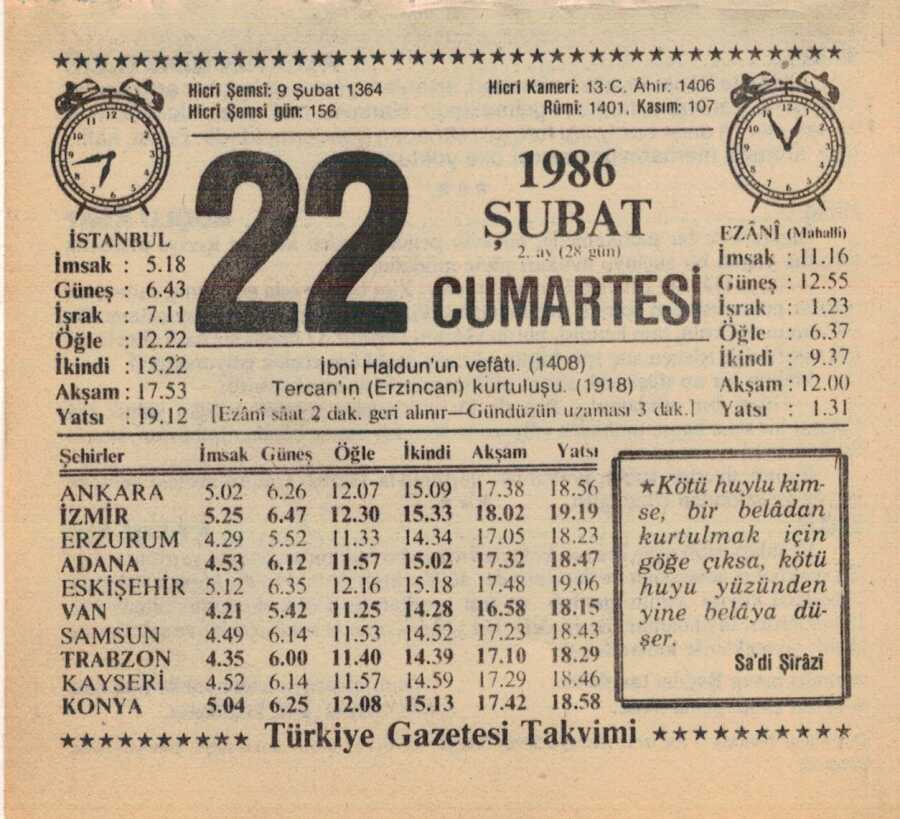 Hicri Şemsi: 9 Şubat 1364
Hicri Şemsi gün: 156
Hicri Kameri: 13 C. Âhir: 1406
Rûmi: 1401, Kasım: 107
22
1986
ŞUBAT
2. ay (28 gün)
CUMARTESİ
İSTANBUL
İmsak : 5.18
Güneş : 6.43
İşrak 7.11
Öğle : 12.22
İkindi : 15.22
Akşam : 17.53
Yatsı : 19.12
EZÂNÎ (Mahalli)
İmsak : 11.16
Güneş : 12.55
İşrak : 1.23
Öğle : 6.37
İkindi : 9.37
Akşam : 12.00
Yatsı : 1.31
İbni Haldun'un vefâtı. (1408)
Tercan'ın (Erzincan) kurtuluşu. (1918)
[Ezânî sâat 2 dak. geri alınır—Gündüzün uzaması 3 dak.]
Şehirler İmsak Güneş Öğle İkindi Akşam Yatsı
ANKARA 5.02 6.26 12.07 15.09 17.38 18.56
İZMİR 5.25 6.47 12.30 15.33 18.02 19.19
ERZURUM 4.29 5.52 11.33 14.34 17.05 18.23
ADANA 4.53 6.12 11.57 15.02 17.32 18.47
ESKİŞEHİR 5.12 6.35 12.16 15.18 17.48 19.06
VAN 4.21 5.42 11.25 14.28 16.58 18.15
SAMSUN 4.49 6.14 11.53 14.52 17.23 18.43
TRABZON 4.35 6.00 11.40 14.39 17.10 18.29
KAYSERİ 4.52 6.14 11.57 14.59 17.29 18.46
KONYA 5.04 6.25 12.08 15.13 17.42 18.58
★Kötü huylu kim-
se, bir belâdan
kurtulmak için
göğe çıksa, kötü
huyu yüzünden
yine belâya dü-
şer.
Sa'di Şirâzî
★★★★★★★★★★ Türkiye Gazetesi Takvimi ★★★★★★★★★★